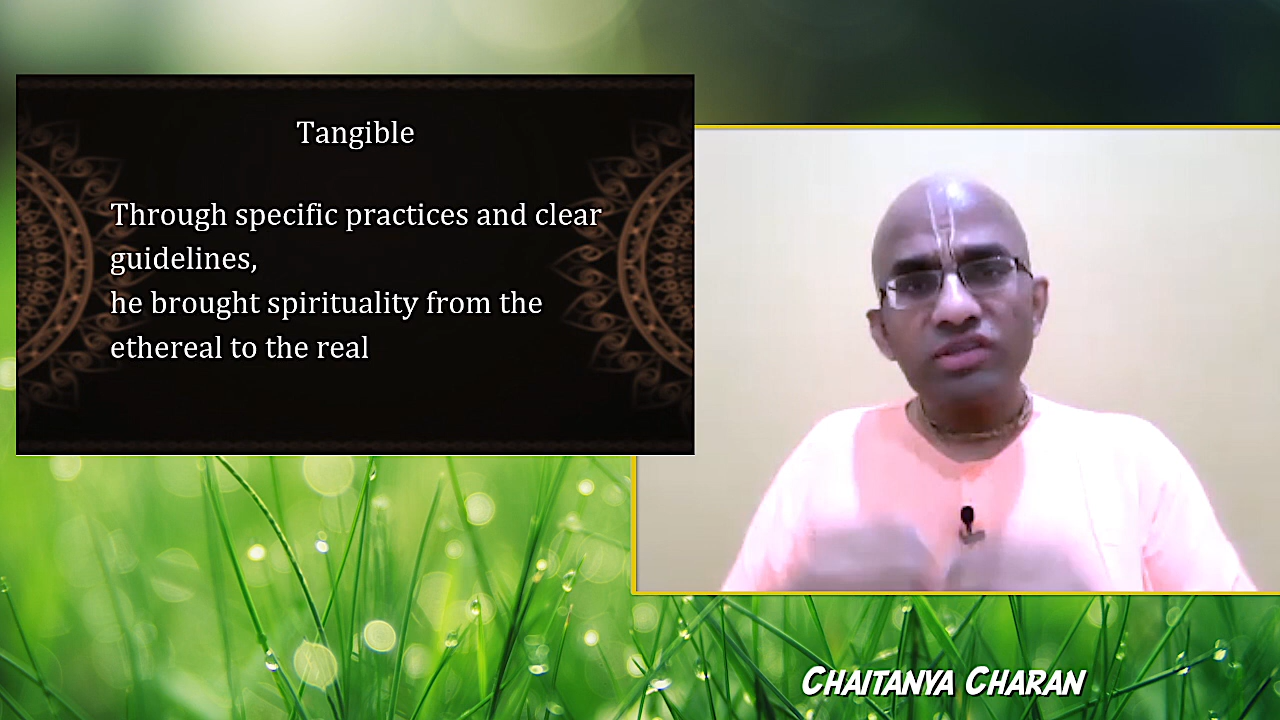 Tangible
Through specific practices and clear
guidelines,
he brought spirituality from the
ethereal to the real
CHAITANYA CHARAN